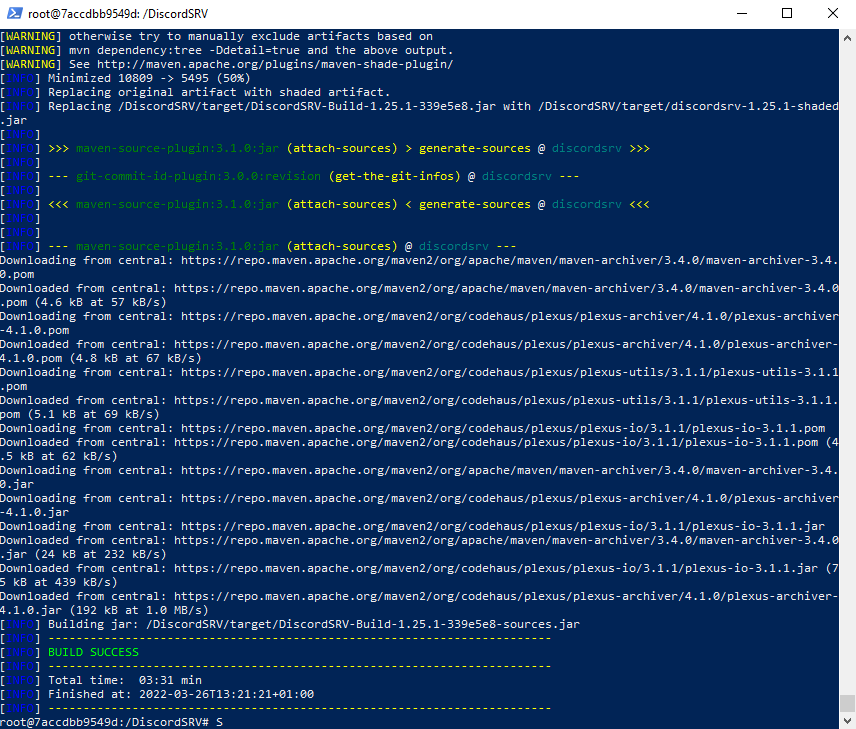 root@7accdbb9549d: /DiscordSRV
[WARNING] otherwise try to manually exclude artifacts based on
[WARNING] mvn dependency:tree -Ddetail=true and the above output.
[WARNING] See http://maven.apache.org/plugins/maven-shade-plugin/
[INFO] Minimized 10809 -> 5495 (50%)
[INFO] Replacing original artifact with shaded artifact.
[INFO] Replacing /DiscordSRV/target/DiscordSRV-Build-1.25.1-339e5e8.jar with /DiscordSRV/target/discordsrv-1.25.1-shaded
.jar
[INFO]
[INFO] >>> maven-source-plugin:3.1.0:jar (attach-sources) > generate-sources @ discordsrv >>>
[INFO]
[INFO] --- git-commit-id-plugin:3.0.0:revision (get-the-git-infos) @ discordsrv ---
[INFO]
[INFO] <<< maven-source-plugin:3.1.0:jar (attach-sources) < generate-sources @ discordsrv <<<
[INFO]
[INFO]
[INFO] --- maven-source-plugin:3.1.0:jar (attach-sources) @ discordsrv ---
Downloading from central: https://repo.maven.apache.org/maven2/org/apache/maven/maven-archiver/3.4.0/maven-archiver-3.4.
0.pom
Downloaded from central: https://repo.maven.apache.org/maven2/org/apache/maven/maven-archiver/3.4.0/maven-archiver-3.4.0
.pom (4.6 kB at 57 kB/s)
Downloading from central: https://repo.maven.apache.org/maven2/org/codehaus/plexus/plexus-archiver/4.1.0/plexus-archiver
-4.1.0.pom
Downloaded from central: https://repo.maven.apache.org/maven2/org/codehaus/plexus/plexus-archiver/4.1.0/plexus-archiver-
4.1.0.pom (4.8 kB at 67 kB/s)
Downloading from central: https://repo.maven.apache.org/maven2/org/codehaus/plexus/plexus-utils/3.1.1/plexus-utils-3.1.1
.pom
Downloaded from central: https://repo.maven.apache.org/maven2/org/codehaus/plexus/plexus-utils/3.1.1/plexus-utils-3.1.1.
pom (5.1 kB at 69 kB/s)
Downloading from central: https://repo.maven.apache.org/maven2/org/codehaus/plexus/plexus-io/3.1.1/plexus-io-3.1.1.pom
Downloaded from central: https://repo.maven.apache.org/maven2/org/codehaus/plexus/plexus-io/3.1.1/plexus-io-3.1.1.pom (4
.5 kB at 62 kB/s)
Downloading from central: https://repo.maven.apache.org/maven2/org/apache/maven/maven-archiver/3.4.0/maven-archiver-3.4.
0.jar
Downloading from central: https://repo.maven.apache.org/maven2/org/codehaus/plexus/plexus-archiver/4.1.0/plexus-archiver
-4.1.0.jar
Downloading from central: https://repo.maven.apache.org/maven2/org/codehaus/plexus/plexus-io/3.1.1/plexus-io-3.1.1.jar
Downloaded from central: https://repo.maven.apache.org/maven2/org/apache/maven/maven-archiver/3.4.0/maven-archiver-3.4.0
.jar (24 kB at 232 kB/s)
Downloaded from central: https://repo.maven.apache.org/maven2/org/codehaus/plexus/plexus-io/3.1.1/plexus-io-3.1.1.jar (7
5 kB at 439 kB/s)
Downloaded from central: https://repo.maven.apache.org/maven2/org/codehaus/plexus/plexus-archiver/4.1.0/plexus-archiver-
4.1.0.jar (192 kB at 1.0 MB/s)
[INFO] Building jar: /DiscordSRV/target/DiscordSRV-Build-1.25.1-339e5e8-sources.jar
[INFO] ------------------------------------------------------------------------
[INFO] BUILD SUCCESS
[INFO] ------------------------------------------------------------------------
[INFO] Total time:  03:31 min
[INFO] Finished at: 2022-03-26T13:21:21+01:00
[INFO] ------------------------------------------------------------------------
root@7accdbb9549d:/DiscordSRV# S